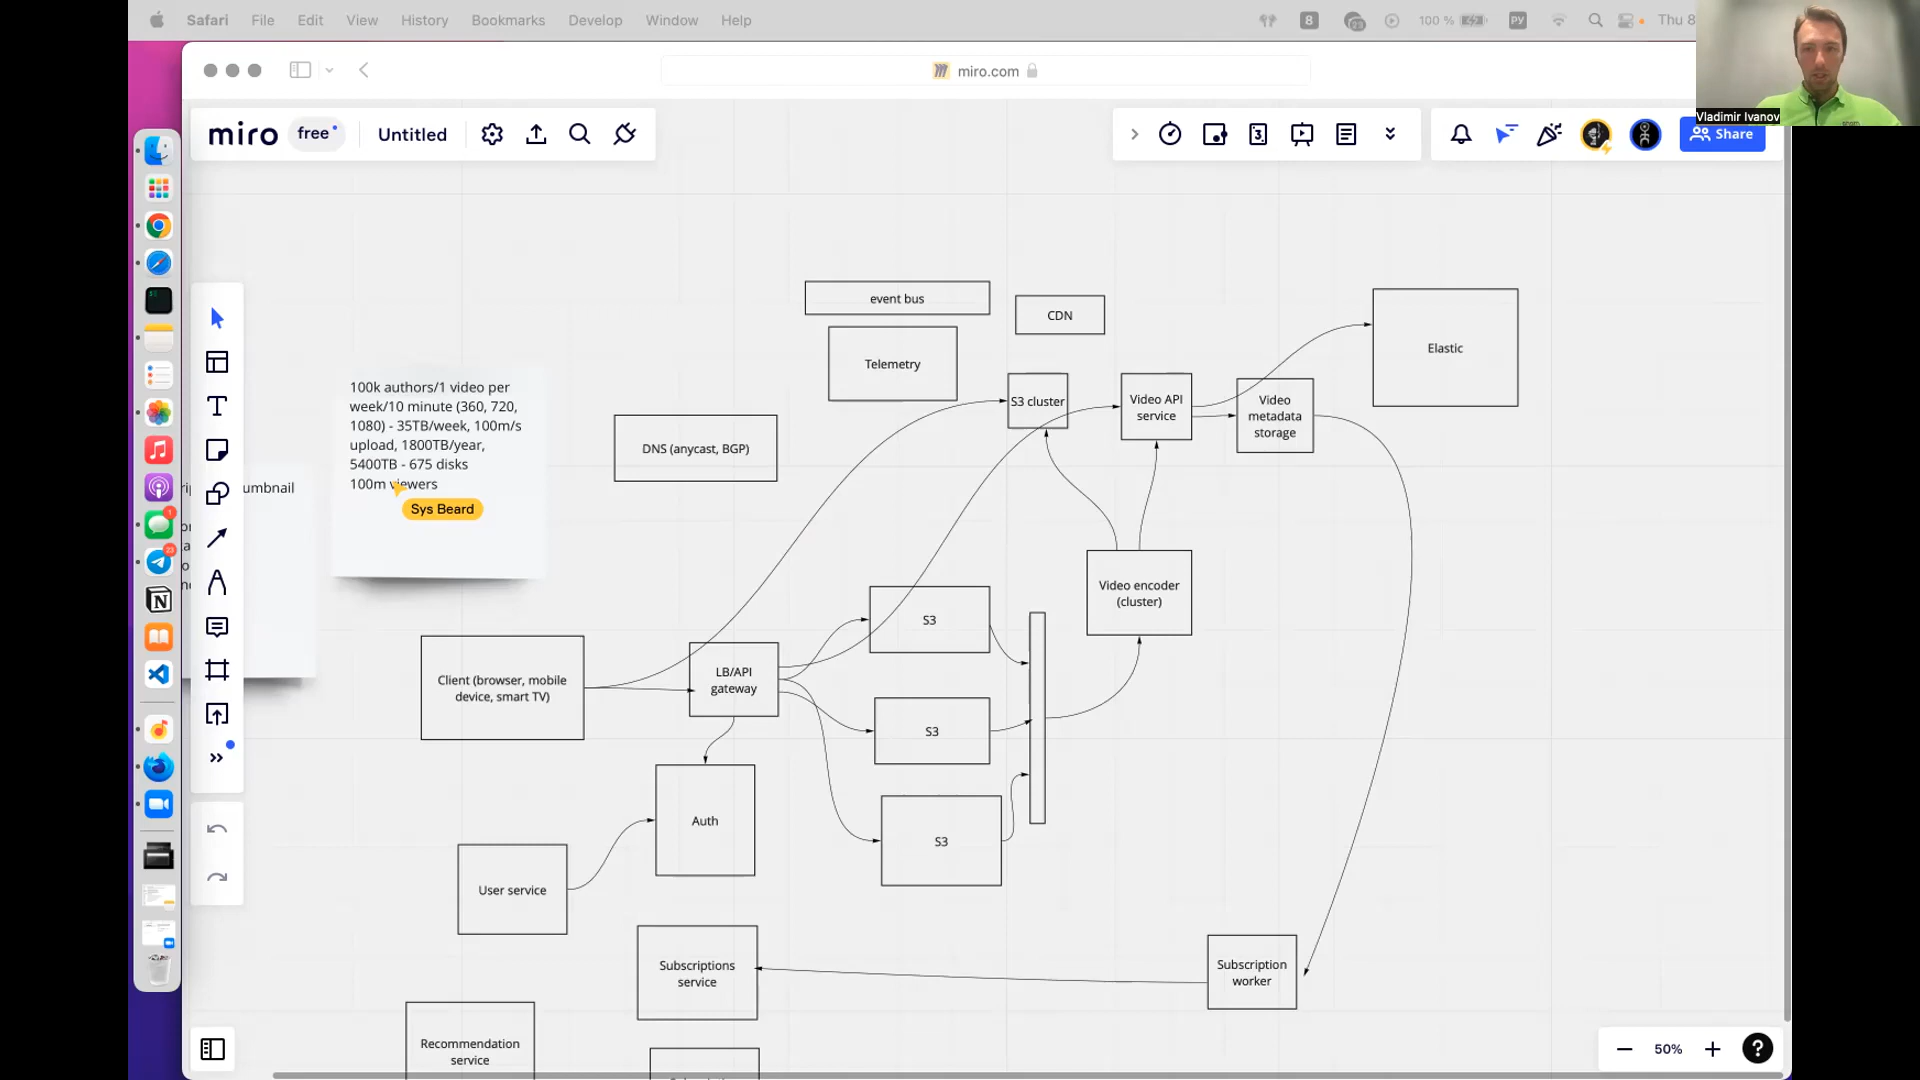 Safari File Edit View History Bookmarks Develop Window Help
8
100 %
РУ
Thu 8
Vladimir Ivanov
miro.com
miro
free
Untitled
3
Share
event bus
CDN
Telemetry
Elastic
S3 cluster
Video API
service
Video
metadata
storage
100k authors/1 video per
week/10 minute (360, 720,
1080) - 35TB/week, 100m/s
upload, 1800TB/year,
5400TB - 675 disks
100m viewers
Sys Beard
umbnail
DNS (anycast, BGP)
Video encoder
(cluster)
S3
LB/API
gateway
Client (browser, mobile
device, smart TV)
S3
S3
Auth
User service
Subscriptions
service
Subscription
worker
Recommendation
service
50%